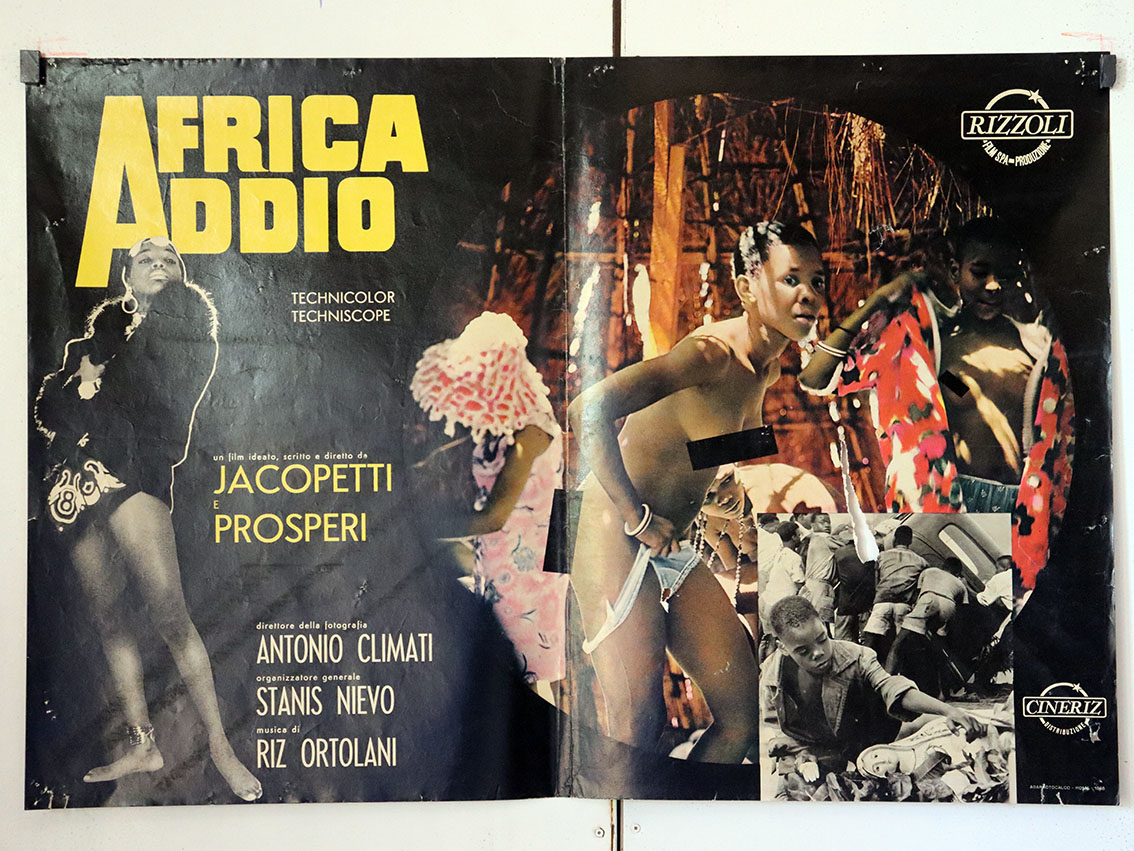 AFRICA
ADDIO
TECHNICOLOR
TECHNISCOPE
un film ideato, scritto e diretto da
JACOPETTI
E
PROSPERI
direttore della fotografia
ANTONIO CLIMATI
organizzatore generale
STANIS NIEVO
musica di
RIZ ORTOLANI
RIZZOLI
FILM S.P.A. - PRODUZIONE
CINERIZ
DISTRIBUZIONE